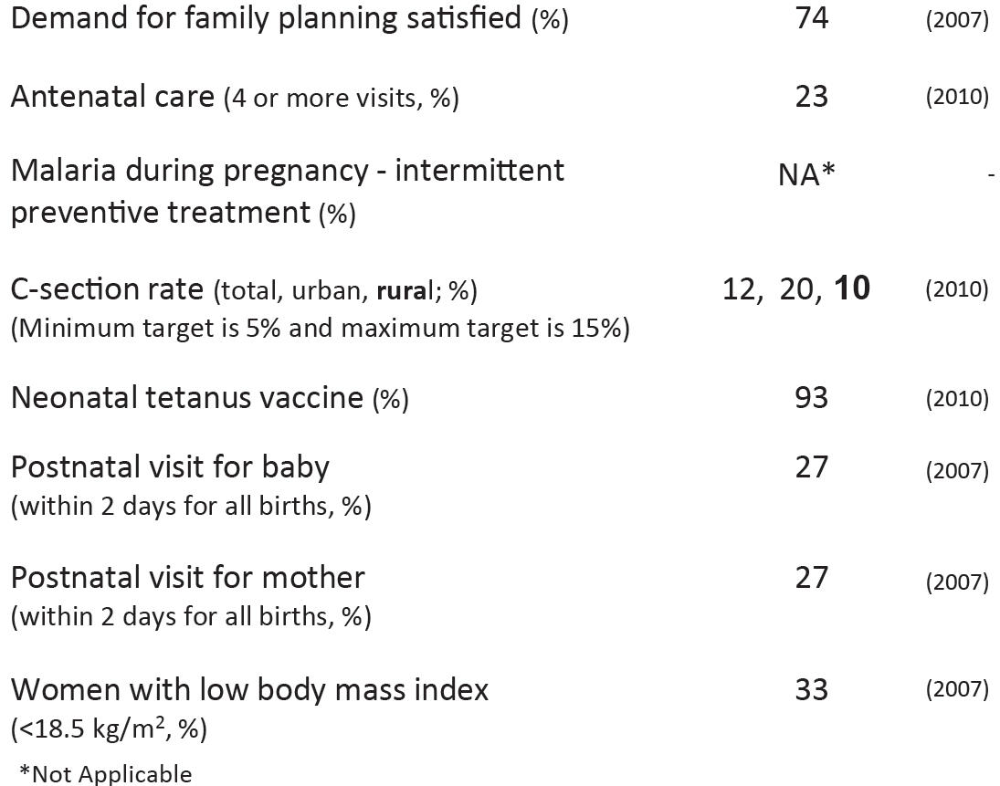 Demand for family planning satisfied (%) 74 (2007)
Antenatal care (4 or more visits, %) 23 (2010)
Malaria during pregnancy - intermittent NA* -
preventive treatment (%)
C-section rate (total, urban, rural; %) 12, 20, 10 (2010)
(Minimum target is 5% and maximum target is 15%)
Neonatal tetanus vaccine (%) 93 (2010)
Postnatal visit for baby 27 (2007)
(within 2 days for all births, %)
Postnatal visit for mother 27 (2007)
(within 2 days for all births, %)
Women with low body mass index 33 (2007)
(<18.5 kg/m², %)
*Not Applicable